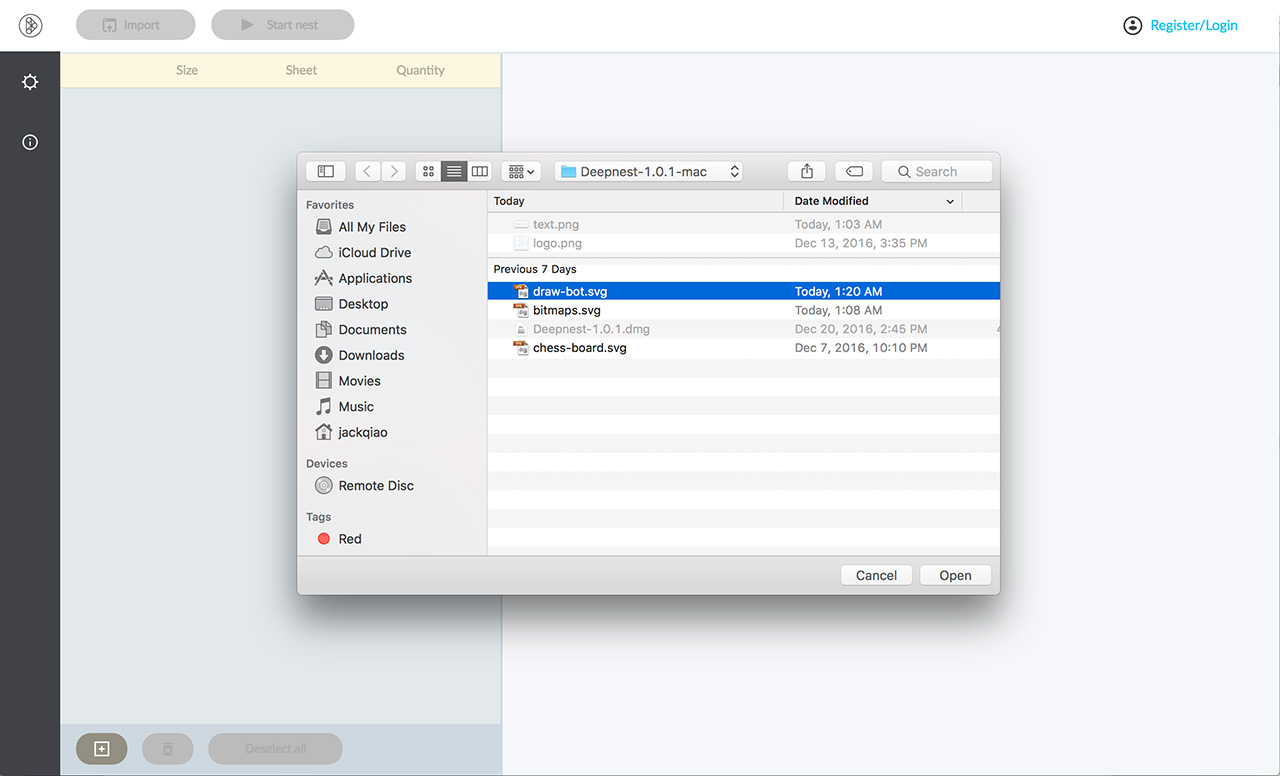 Import
Start nest
Register/Login
Size Sheet Quantity
Deepnest-1.0.1-mac
Search
Favorites
All My Files
iCloud Drive
Applications
Desktop
Documents
Downloads
Movies
Music
jackqiao
Devices
Remote Disc
Tags
Red
Today Date Modified
text.png Today, 1:03 AM
logo.png Dec 13, 2016, 3:35 PM
Previous 7 Days
draw-bot.svg Today, 1:20 AM
bitmaps.svg Today, 1:08 AM
Deepnest-1.0.1.dmg Dec 20, 2016, 2:45 PM
chess-board.svg Dec 7, 2016, 10:10 PM
Cancel Open
Deselect all